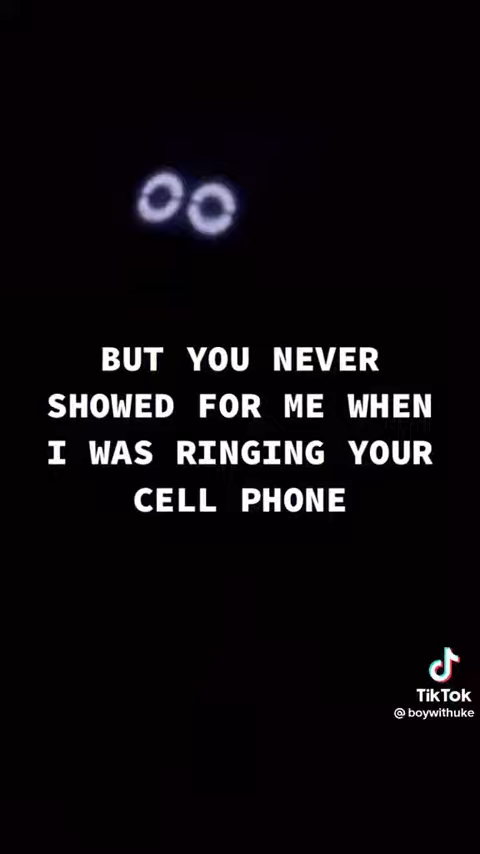 BUT YOU NEVER
SHOWED FOR ME WHEN
I WAS RINGING YOUR
CELL PHONE
TikTok
@boywithuke